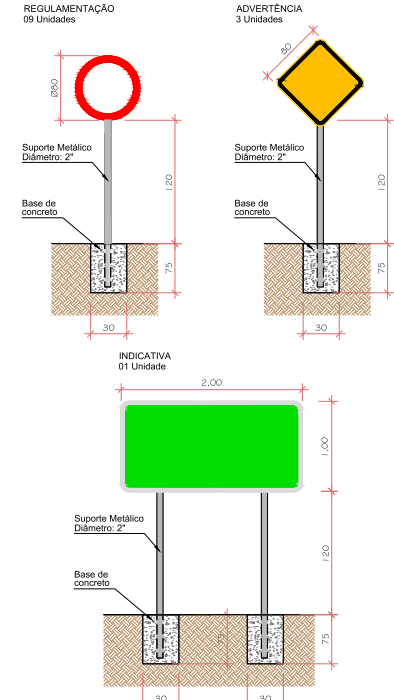 REGULAMENTAÇÃO
09 Unidades
Ø80
Suporte Metálico
Diâmetro: 2"
120
Base de
concreto
75
30
ADVERTÊNCIA
3 Unidades
80
Suporte Metálico
Diâmetro: 2"
120
Base de
concreto
75
30
INDICATIVA
01 Unidade
2,00
1,00
Suporte Metálico
Diâmetro: 2"
120
Base de
concreto
75
75
30
30